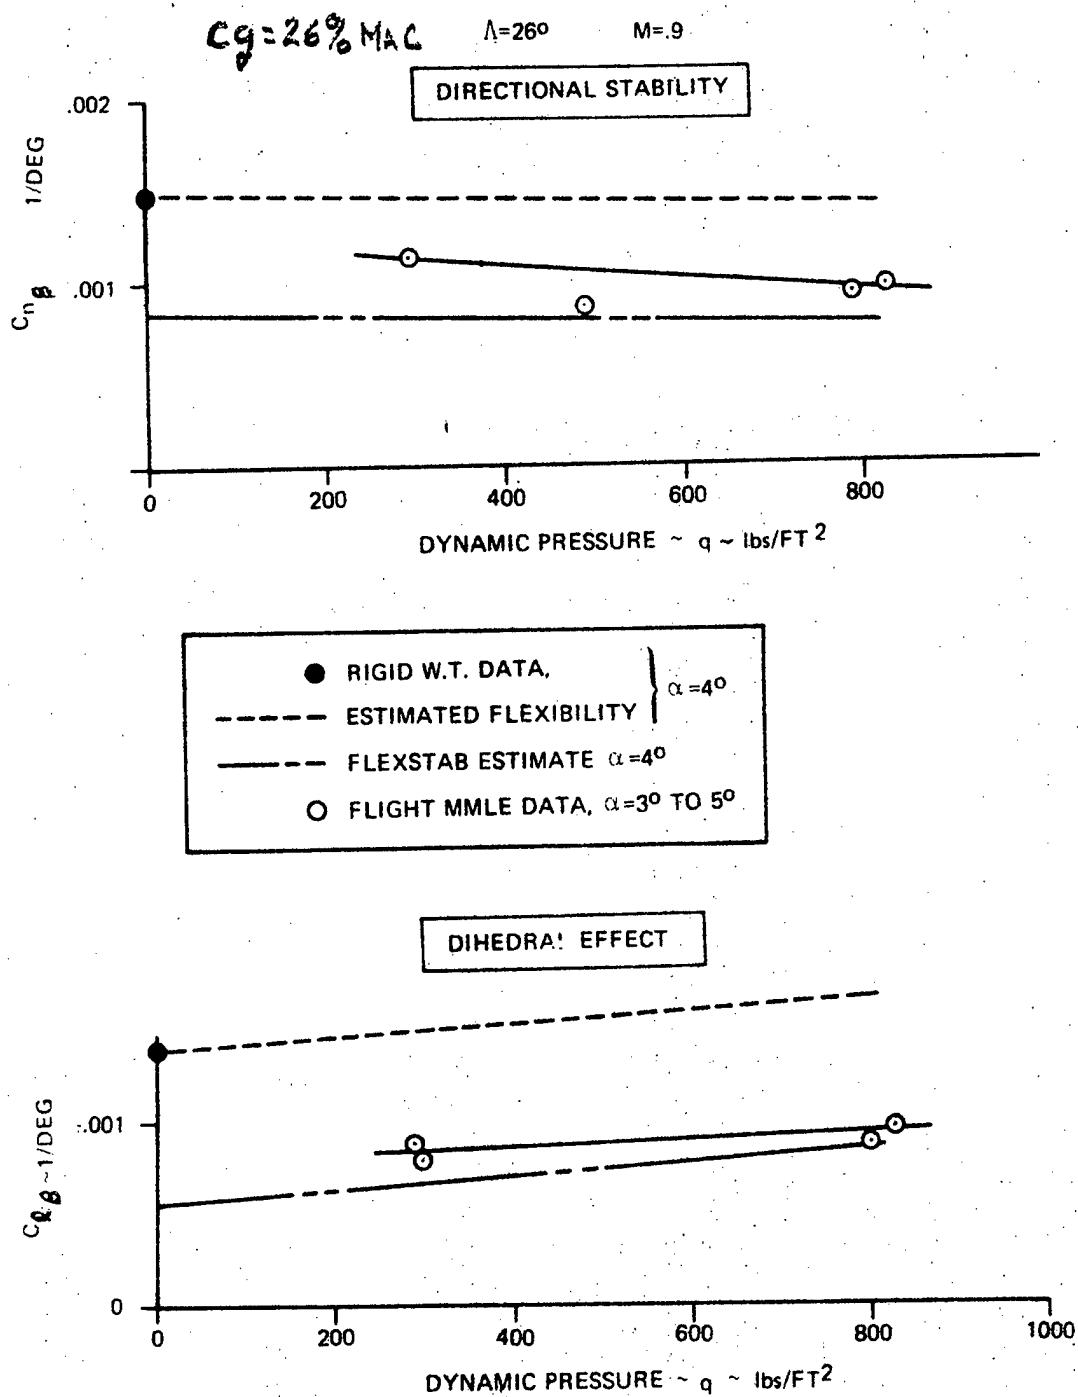 Cg=26% MAC Λ=26° M=.9
DIRECTIONAL STABILITY
.002
1/DEG
.001
Cnβ
0 200 400 600 800
DYNAMIC PRESSURE ~ q ~ lbs/FT²
● RIGID W.T. DATA,
ESTIMATED FLEXIBILITY
α=4°
FLEXSTAB ESTIMATE α=4°
FLIGHT MMLE DATA, α=3° TO 5°
DIHEDRAL EFFECT
-.001
Cℓβ ~1/DEG
0
0 200 400 600 800 1000
DYNAMIC PRESSURE ~ q ~ lbs/FT²